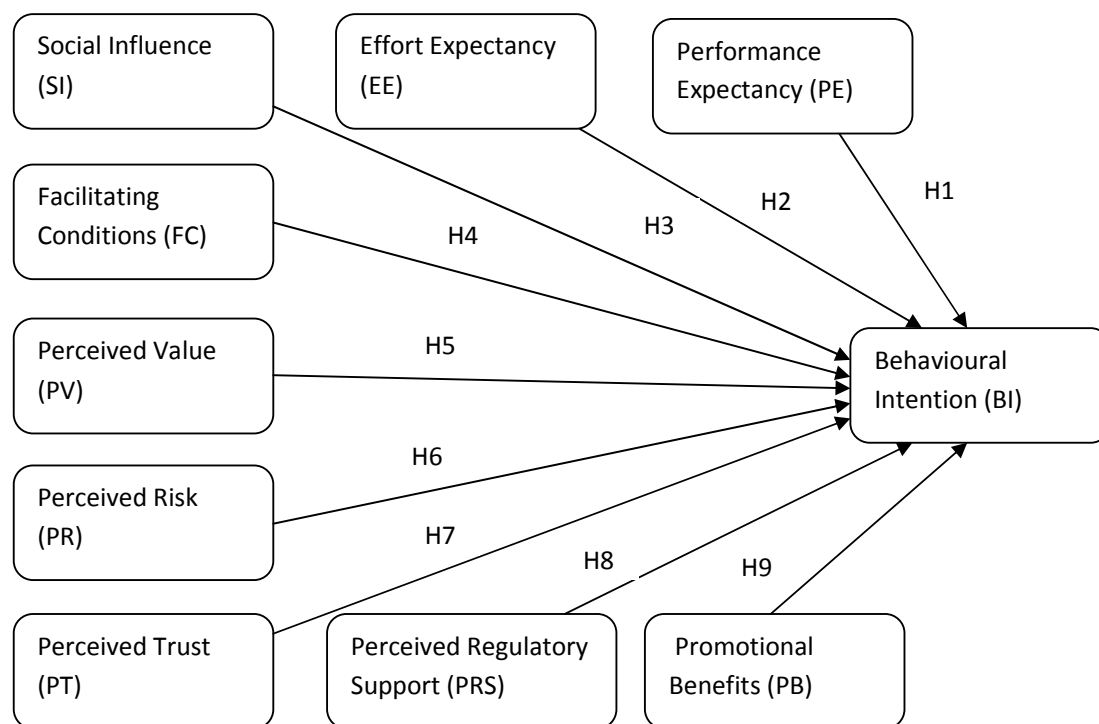 Social Influence
(SI)
Effort Expectancy
(EE)
Performance
Expectancy (PE)
H1
H2
H3
Facilitating
Conditions (FC)
H4
Perceived Value
(PV)
H5
Behavioural
Intention (BI)
H6
Perceived Risk
(PR)
H7
H8
H9
Perceived Trust
(PT)
Perceived Regulatory
Support (PRS)
Promotional
Benefits (PB)